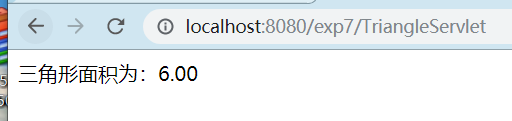 localhost:8080/exp7/TriangleServlet
三角形面积为：6.00